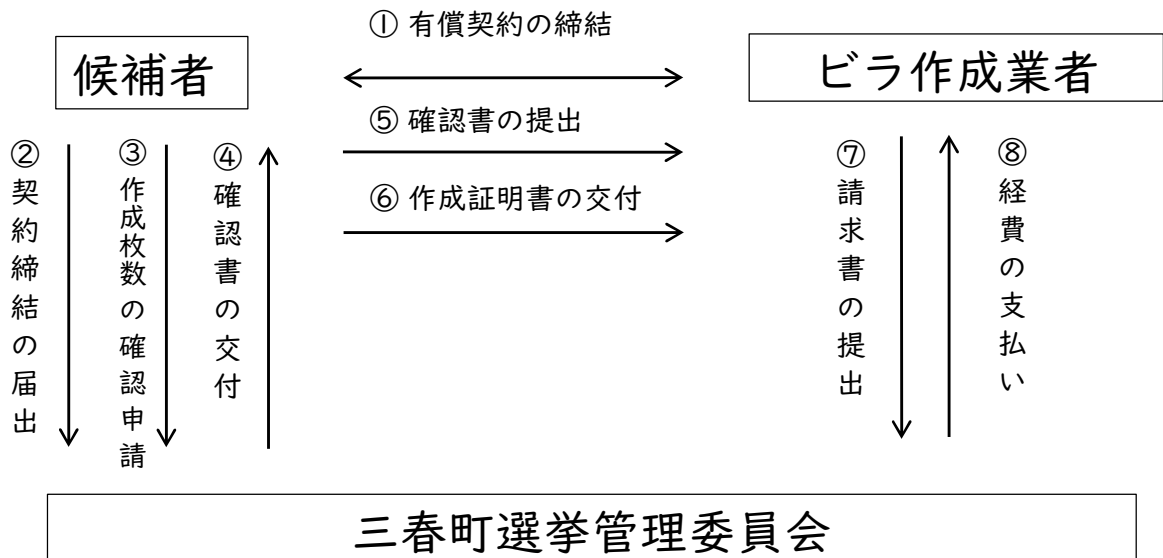 ① 有償契約の締結
候補者
ビラ作成業者
⑤ 確認書の提出
⑥ 作成証明書の交付
②契約締結の届出
③作成枚数の確認申請
④確認書の交付
⑦請求書の提出
⑧経費の支払い
三春町選挙管理委員会